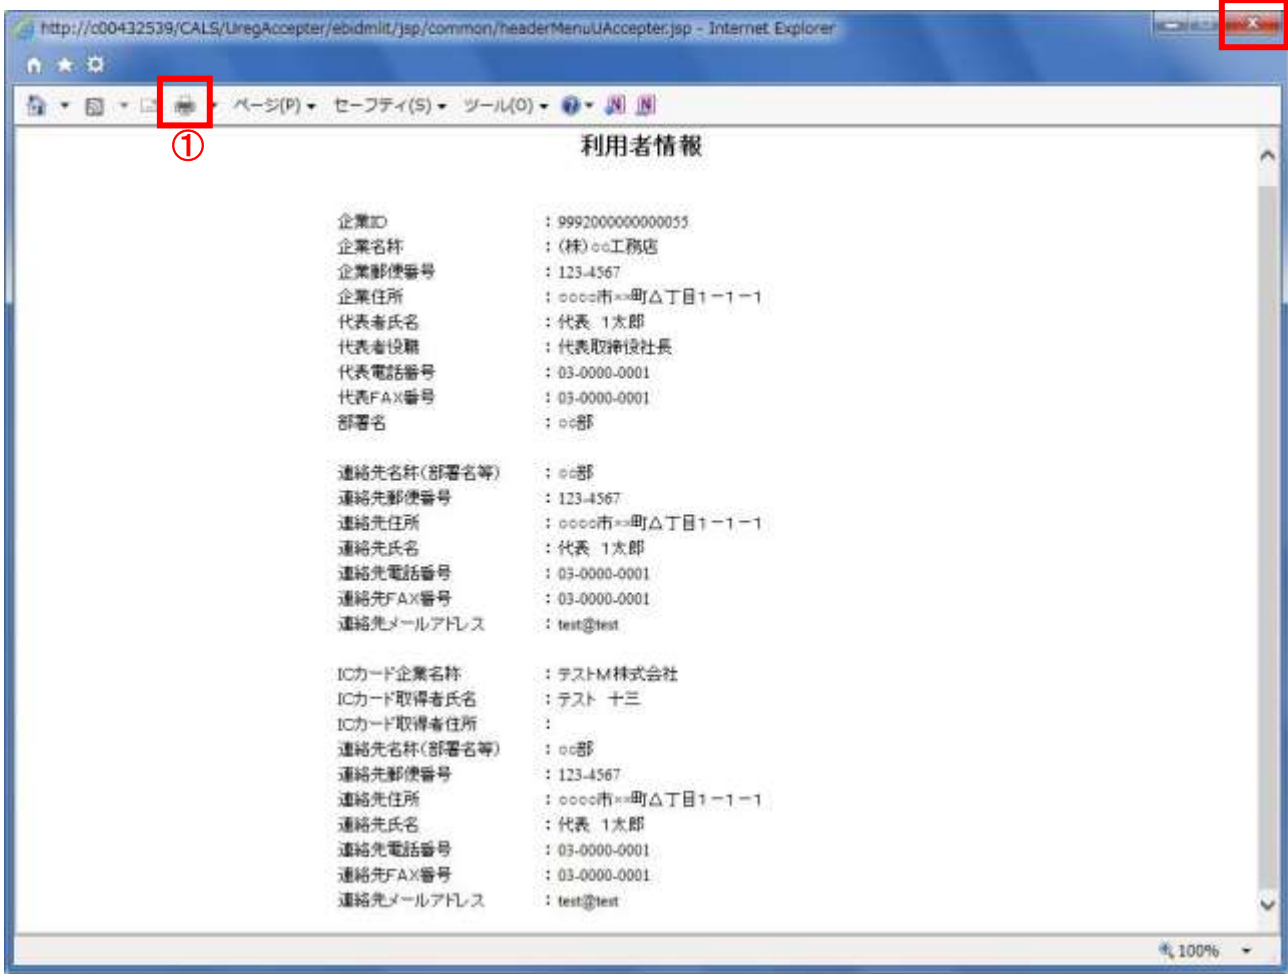 http://c00432539/CALS/UregAccepter/ebidmlit/jsp/common/headerMenuUAccepter.jsp - Internet Explorer
ページ(P) セーフティ(S) ツール(O)
①
利用者情報
企業ID : 9992000000000055
企業名称 : (株)○○工務店
企業郵便番号 : 123-4567
企業住所 : ○○○○市××町△丁目1-1-1
代表者氏名 : 代表 1太郎
代表者役職 : 代表取締役社長
代表電話番号 : 03-0000-0001
代表FAX番号 : 03-0000-0001
部署名 : ○○部
連絡先名称(部署名等) : ○○部
連絡先郵便番号 : 123-4567
連絡先住所 : ○○○○市××町△丁目1-1-1
連絡先氏名 : 代表 1太郎
連絡先電話番号 : 03-0000-0001
連絡先FAX番号 : 03-0000-0001
連絡先メールアドレス : test@test
ICカード企業名称 : テストM株式会社
ICカード取得者氏名 : テスト 十三
ICカード取得者住所 :
連絡先名称(部署名等) : ○○部
連絡先郵便番号 : 123-4567
連絡先住所 : ○○○○市××町△丁目1-1-1
連絡先氏名 : 代表 1太郎
連絡先電話番号 : 03-0000-0001
連絡先FAX番号 : 03-0000-0001
連絡先メールアドレス : test@test
100%